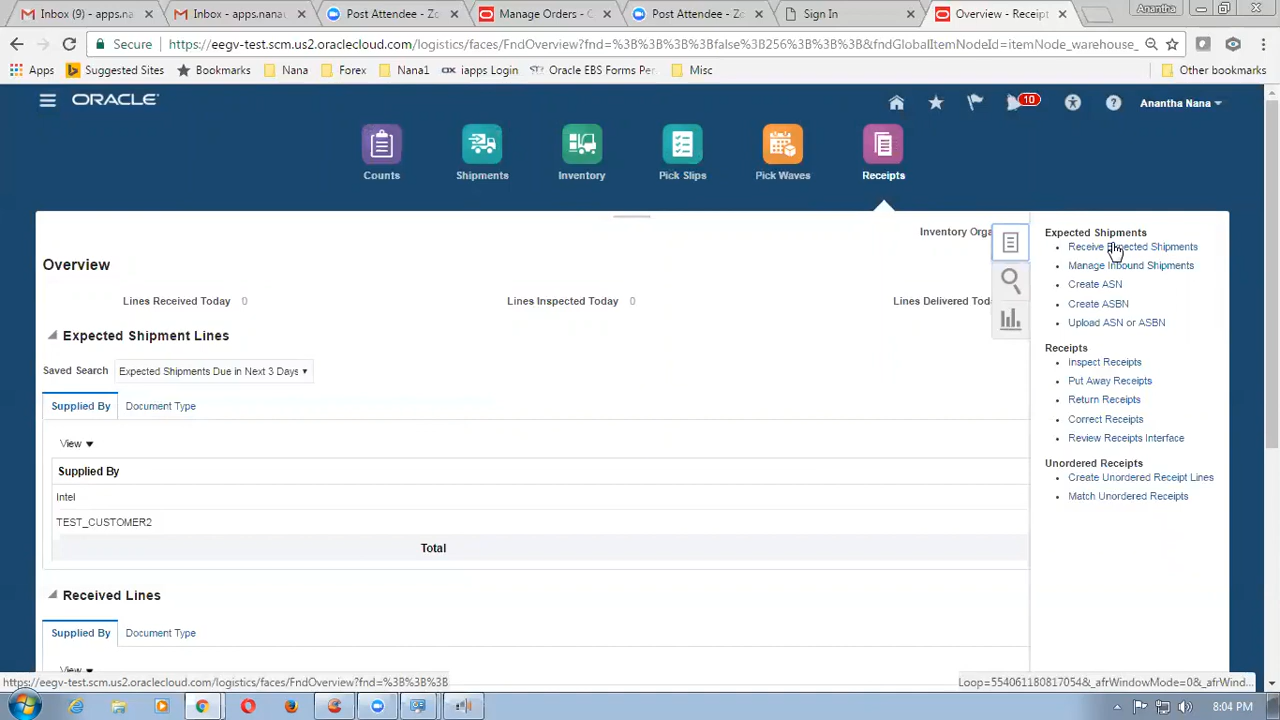 Inbox (9) - apps.nana
Inbox (10) - apps.nan
Post Attendee - Zo
Manage Orders - C
Post Attendee - Zo
Sign In
Overview - Receipt
Anantha
Secure
https://eegv-test.scm.us2.oraclecloud.com/logistics/faces/FndOverview?fnd=%3B%3B%3B%3Bfalse%3B256%3B%3B%3B&fndGlobalItemNodeId=itemNode_warehouse_
Apps
Suggested Sites
Bookmarks
Nana
Forex
Nana1
iapps Login
Oracle EBS Forms Per
Misc
Other bookmarks
ORACLE
10
Anantha Nana
Counts
Shipments
Inventory
Pick Slips
Pick Waves
Receipts
Inventory Orga
Overview
Lines Received Today 0
Lines Inspected Today 0
Lines Delivered Toda
Expected Shipment Lines
Saved Search
Expected Shipments Due in Next 3 Days
Supplied By
Document Type
View
Supplied By
Intel
TEST_CUSTOMER2
Total
Received Lines
Supplied By
Document Type
View
Expected Shipments
Receive Expected Shipments
Manage Inbound Shipments
Create ASN
Create ASBN
Upload ASN or ASBN
Receipts
Inspect Receipts
Put Away Receipts
Return Receipts
Correct Receipts
Review Receipts Interface
Unordered Receipts
Create Unordered Receipt Lines
Match Unordered Receipts
https://eegv-test.scm.us2.oraclecloud.com/logistics/faces/FndOverview?fnd=%3B%3B%3B
Loop=554061180817054&_afrWindowMode=0&_afrWind...
8:04 PM